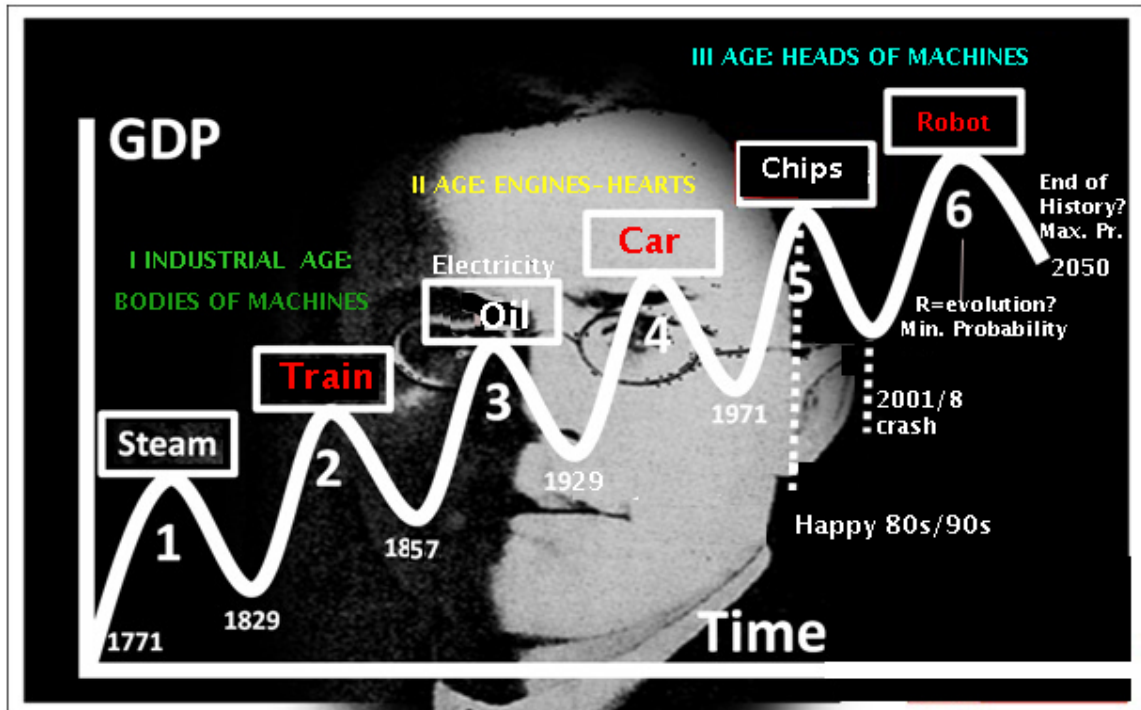 III AGE: HEADS OF MACHINES
GDP
Robot
Chips
II AGE: ENGINES-HEARTS
End of
History?
Max. Pr.
2050
6
Car
I INDUSTRIAL AGE:
BODIES OF MACHINES
Electricity
Oil
5
R=evolution?
Min. Probability
4
Train
3
1971
2001/8
crash
Steam
2
1929
1
1857
Happy 80s/90s
1829
1771
Time